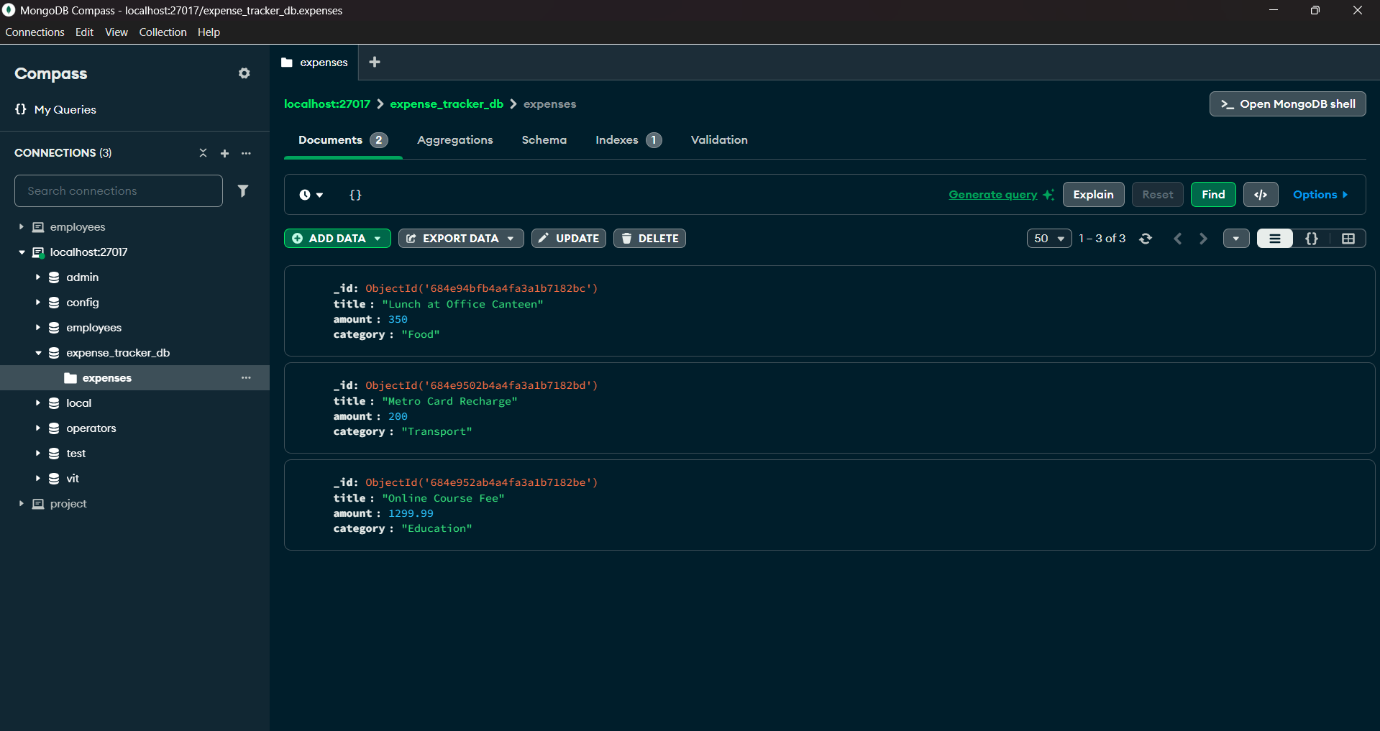 MongoDB Compass - localhost:27017/expense_tracker_db.expenses
Connections Edit View Collection Help
Compass
expenses
{} My Queries
localhost:27017 > expense_tracker_db > expenses
>_ Open MongoDB shell
Documents 2 Aggregations Schema Indexes 1 Validation
CONNECTIONS (3)
Search connections
{} Generate query Explain Reset Find </> Options
employees
localhost:27017
admin
config
employees
expense_tracker_db
expenses
local
operators
test
vit
project
ADD DATA EXPORT DATA UPDATE DELETE 50 1 – 3 of 3 {}
_id: ObjectId('684e94bfb4a4fa3a1b7182bc')
title : "Lunch at Office Canteen"
amount : 350
category : "Food"
_id: ObjectId('684e9502b4a4fa3a1b7182bd')
title : "Metro Card Recharge"
amount : 200
category : "Transport"
_id: ObjectId('684e952ab4a4fa3a1b7182be')
title : "Online Course Fee"
amount : 1299.99
category : "Education"